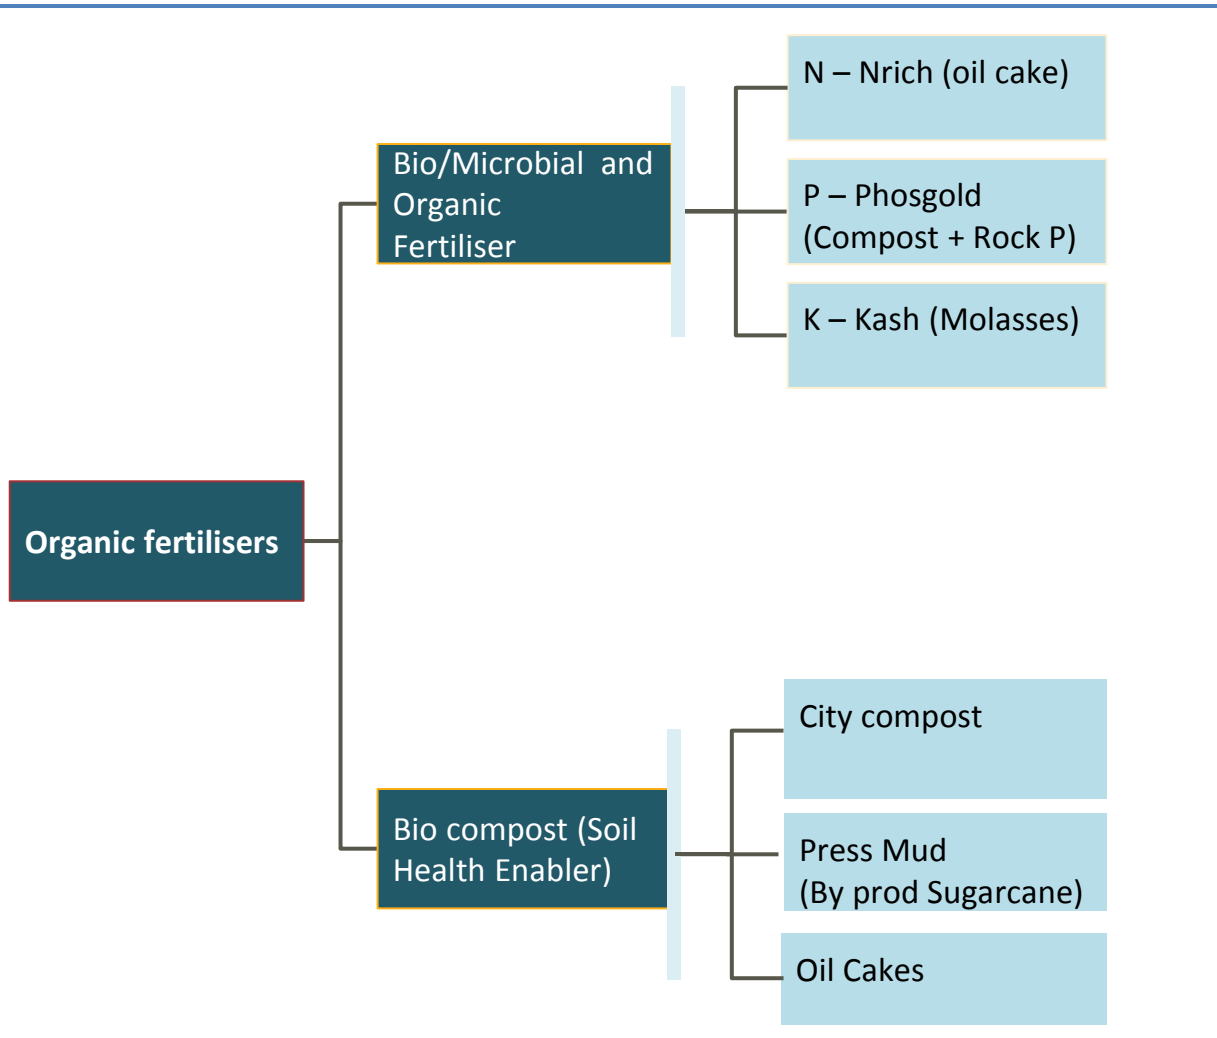 N – Nrich (oil cake)
Bio/Microbial and
Organic
Fertiliser
P – Phosgold
(Compost + Rock P)
K – Kash (Molasses)
Organic fertilisers
City compost
Bio compost (Soil
Health Enabler)
Press Mud
(By prod Sugarcane)
Oil Cakes